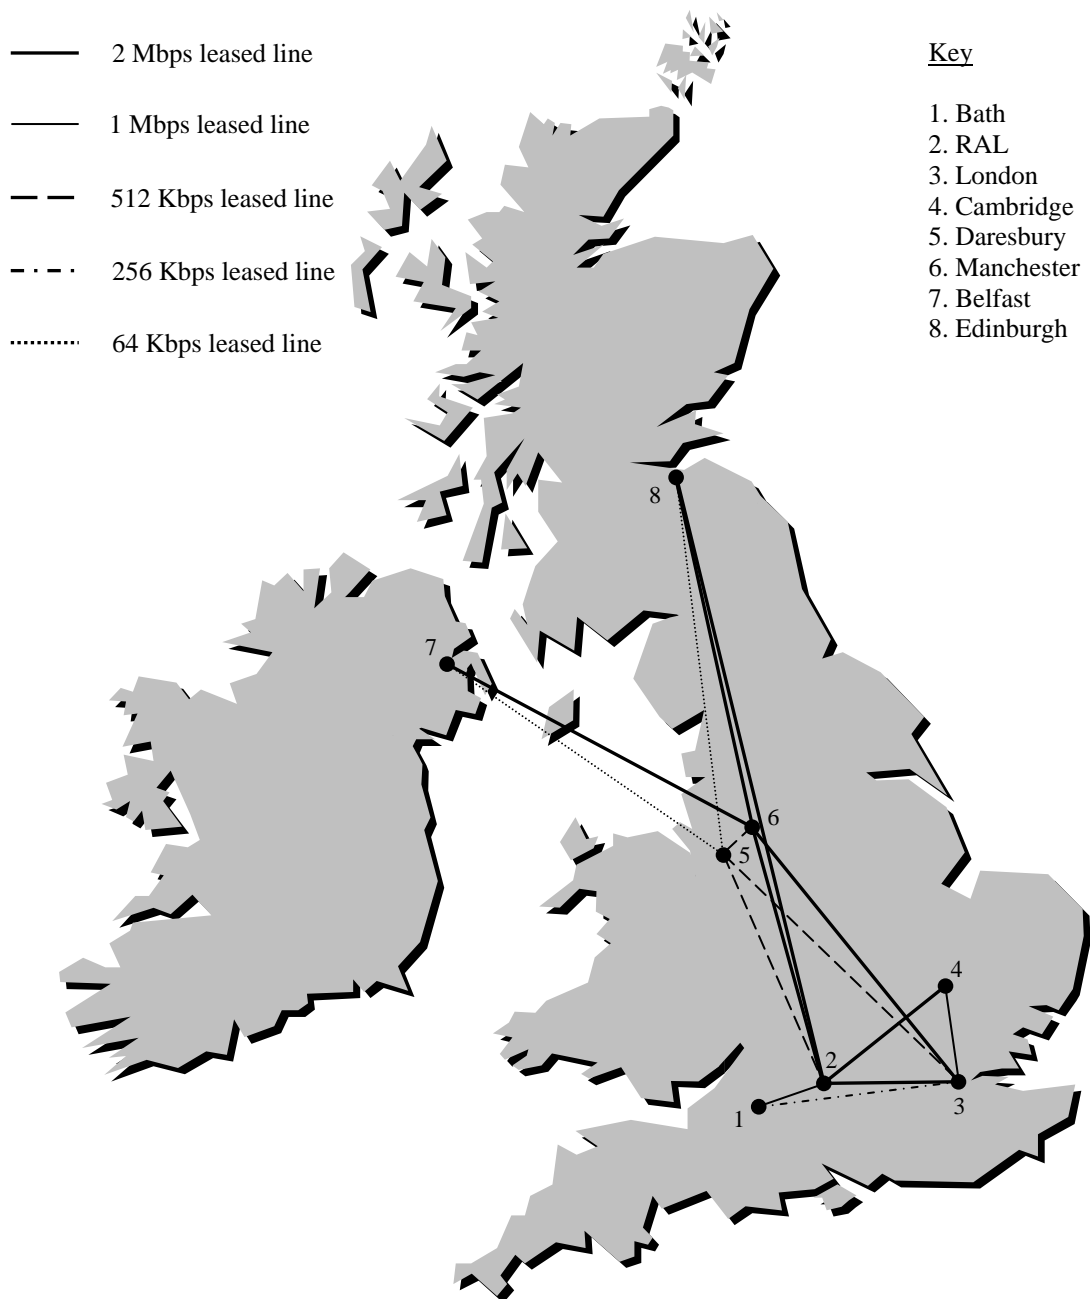 2 Mbps leased line
1 Mbps leased line
512 Kbps leased line
256 Kbps leased line
64 Kbps leased line
Key
1. Bath
2. RAL
3. London
4. Cambridge
5. Daresbury
6. Manchester
7. Belfast
8. Edinburgh
8
7
6
5
4
2
3
1